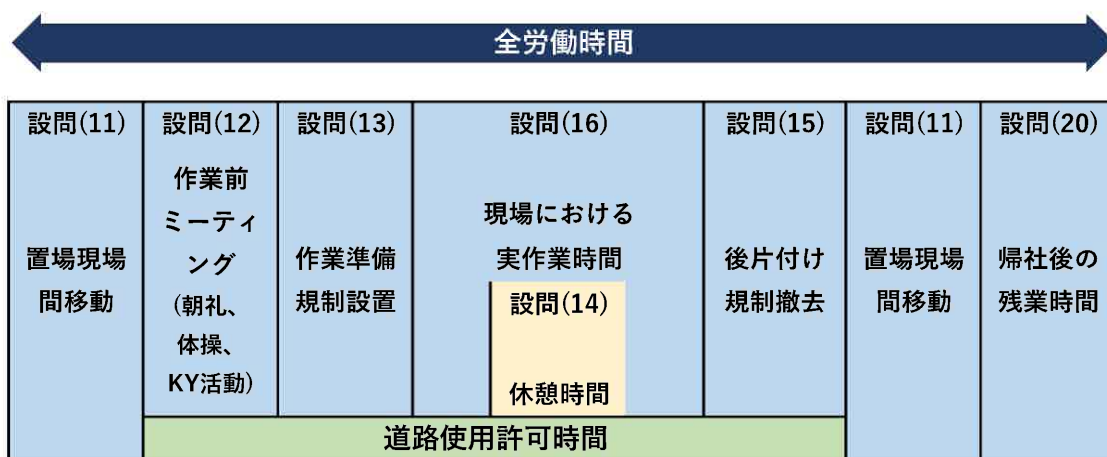 全労働時間
設問(11)
置場現場
間移動
設問(12)
作業前
ミーティ
ング
(朝礼、
体操、
KY活動)
設問(13)
作業準備
規制設置
設問(16)
現場における
実作業時間
設問(14)
休憩時間
設問(15)
後片付け
規制撤去
設問(11)
置場現場
間移動
設問(20)
帰社後の
残業時間
道路使用許可時間